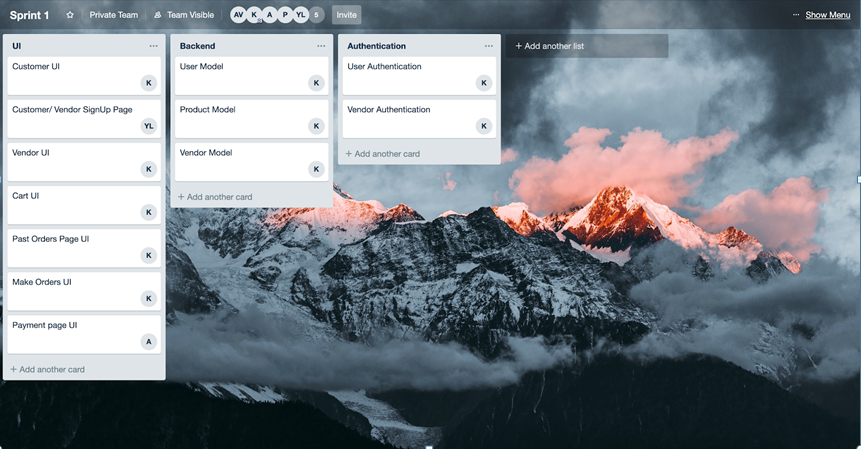 Sprint 1
Private Team
Team Visible
AV K A P YL 5
Invite
... Show Menu
UI ...
Customer UI
K
Customer/ Vendor SignUp Page
YL
Vendor UI
K
Cart UI
K
Past Orders Page UI
K
Make Orders UI
K
Payment page UI
A
+ Add another card
Backend ...
User Model
K
Product Model
K
Vendor Model
K
+ Add another card
Authentication ...
User Authentication
K
Vendor Authentication
K
+ Add another card
+ Add another list